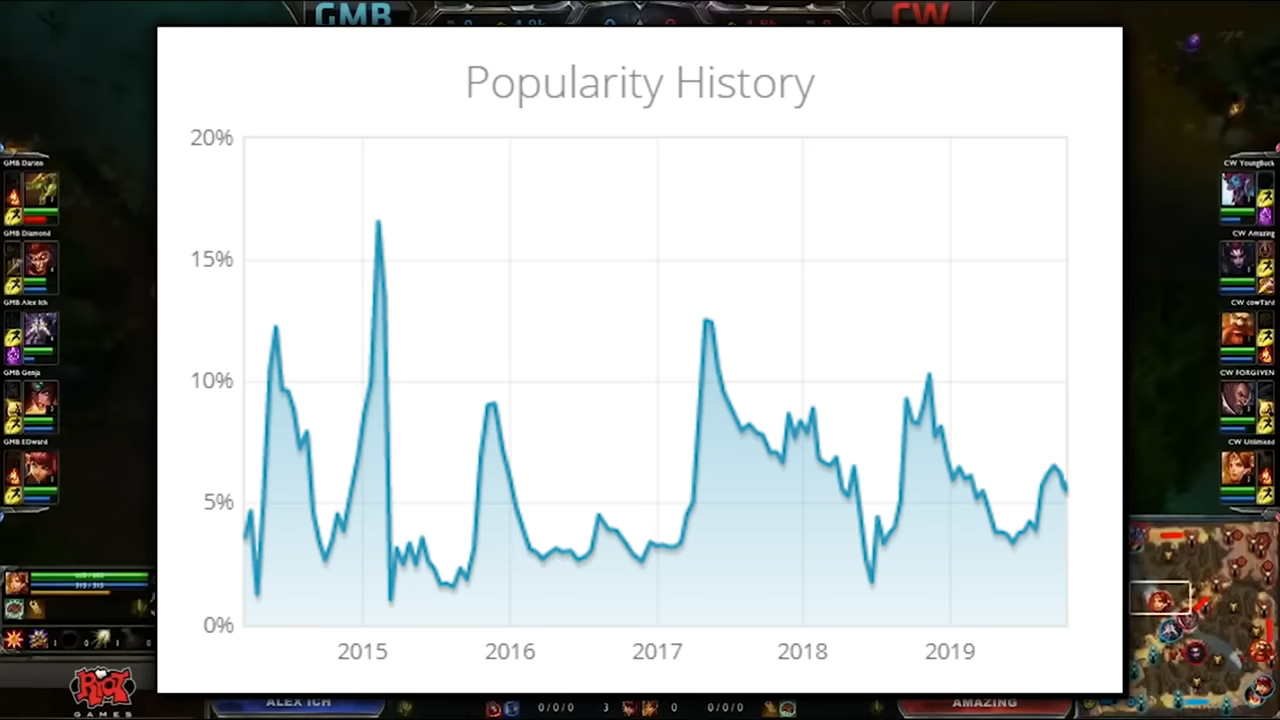 GMB
CW
Popularity History
20%
15%
10%
5%
0%
2015
2016
2017
2018
2019
GMB Darien
GMB Diamond
GMB Alex Ich
GMB Genja
GMB EDward
CW YoungBuck
CW Amazing
CW cowTard
CW FORGIVEN
CW Unlimited
RIOT
GAMES
ALEX ICH
0/0/0
3
0
0/0/0
AMAZING